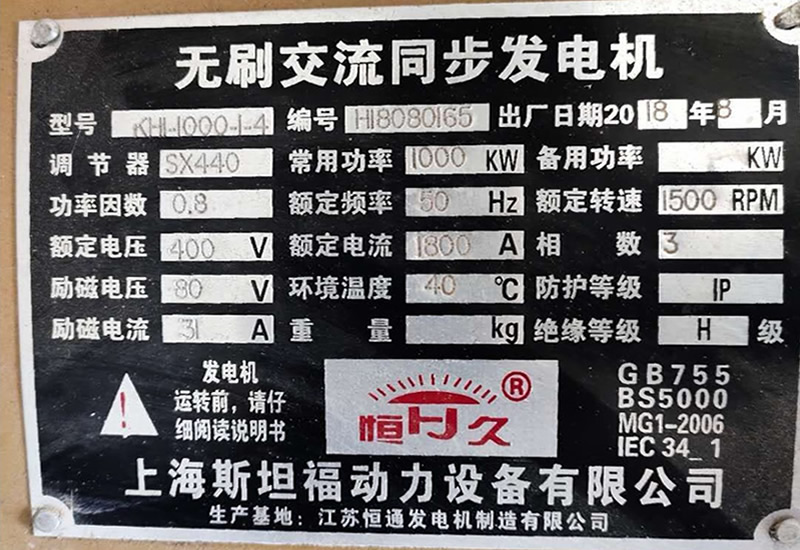 无刷交流同步发电机
型号 KHI-1000-1-4 编号 H18080165 出厂日期2018年8月
调节器 SX440 常用功率 1000 KW 备用功率 KW
功率因数 0.8 额定频率 50 Hz 额定转速 1500 RPM
额定电压 400 V 额定电流 1800 A 相数 3
励磁电压 80 V 环境温度 40 ℃ 防护等级 IP
励磁电流 31 A 重量 kg 绝缘等级 H 级
发电机
运转前,请仔
细阅读说明书
恒HJ久 ®
GB755
BS5000
MG1-2006
IEC 34_1
上海斯坦福动力设备有限公司
生产基地:江苏恒通发电机制造有限公司